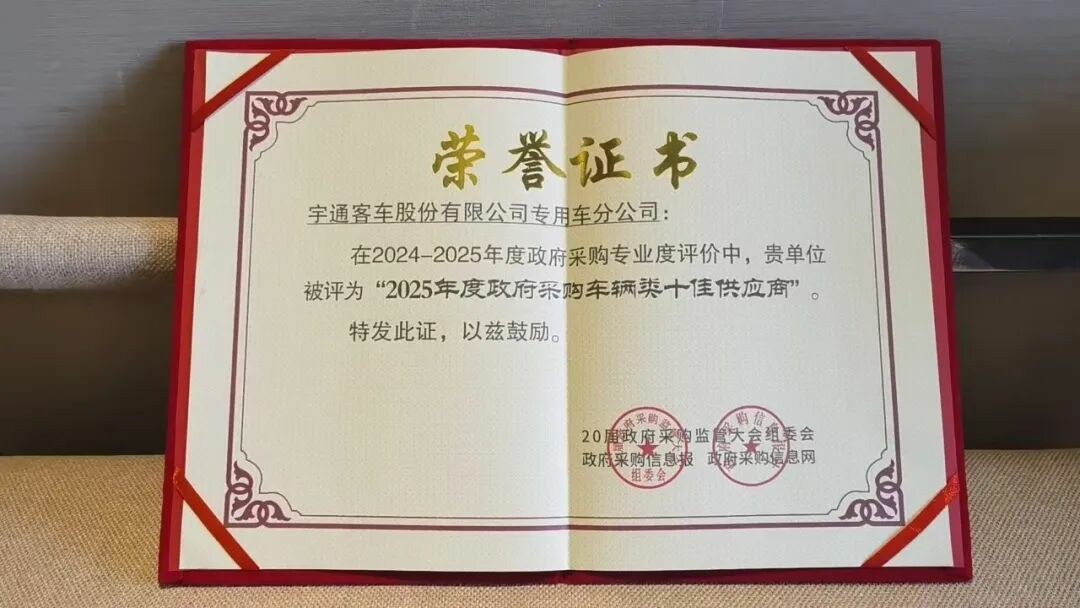 荣誉证书
宇通客车股份有限公司专用车分公司：
在2024-2025年度政府采购专业度评价中，贵单位
被评为“2025年度政府采购车辆类十佳供应商”。
特发此证，以兹鼓励。
20届政府采购监管大会组委会
政府采购信息报 政府采购信息网
组委会